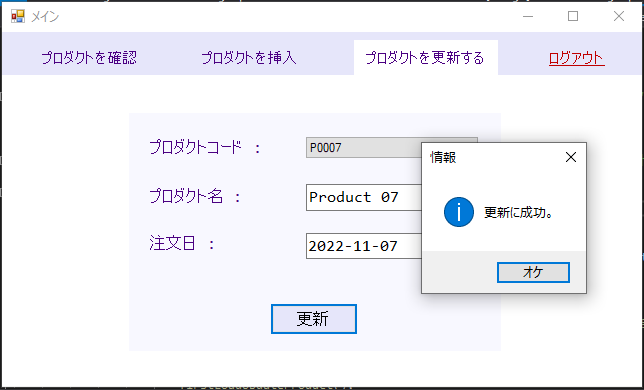 メイン
プロダクトを確認 プロダクトを挿入 プロダクトを更新する ログアウト
プロダクトコード : P0007
プロダクト名 : Product 07
注文日 : 2022-11-07
更新
情報
更新に成功。
オケ